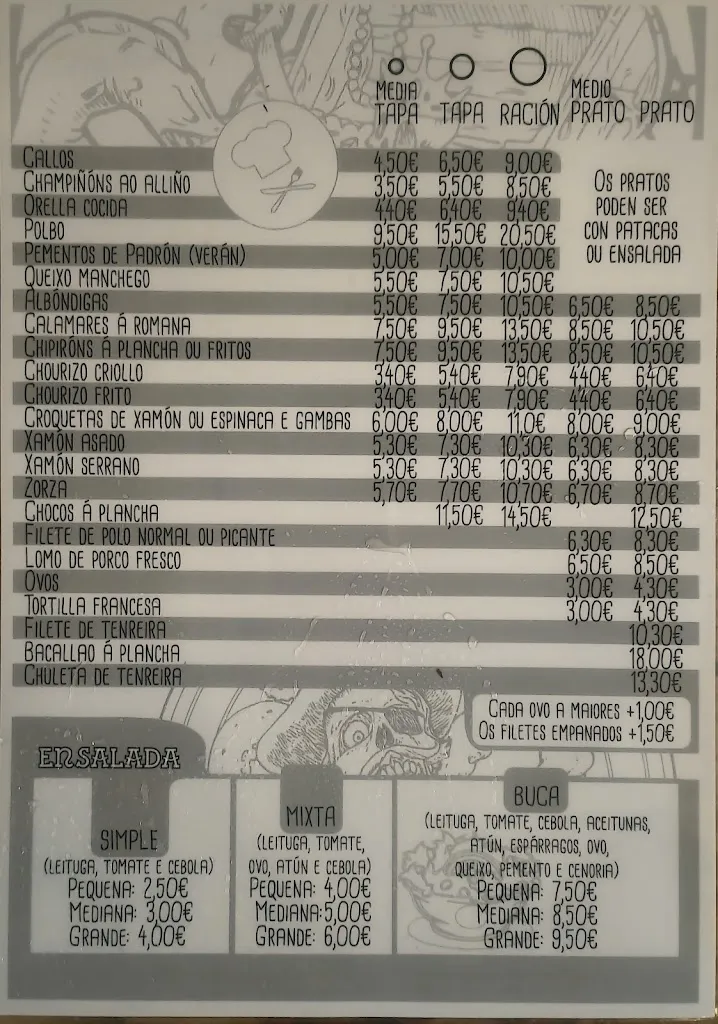 MEDIA TAPA TAPA RACIÓN MEDIO PRATO PRATO
CALLOS 4,50€ 6,50€ 9,00€
CHAMPIÑÓNS AO ALLIÑO 3,50€ 5,50€ 8,50€
ORELLA COCIDA 4,40€ 6,40€ 9,40€
POLBO 9,50€ 15,50€ 20,50€
PEMENTOS DE PADRÓN (VERÁN) 5,00€ 7,00€ 10,00€
QUEIXO MANCHEGO 5,50€ 7,50€ 10,50€
OS PRATOS
PODEN SER
CON PATACAS
OU ENSALADA
ALBÓNDIGAS 5,50€ 7,50€ 10,50€ 6,50€ 8,50€
CALAMARES Á ROMANA 7,50€ 9,50€ 13,50€ 8,50€ 10,50€
CHIPIRÓNS Á PLANCHA OU FRITOS 7,50€ 9,50€ 13,50€ 8,50€ 10,50€
CHOURIZO CRIOLLO 3,40€ 5,40€ 7,90€ 4,40€ 6,40€
CHOURIZO FRITO 3,40€ 5,40€ 7,90€ 4,40€ 6,40€
CROQUETAS DE XAMÓN OU ESPINACA E GAMBAS 6,00€ 8,00€ 11,0€ 8,00€ 9,00€
XAMÓN ASADO 5,30€ 7,30€ 10,30€ 6,30€ 8,30€
XAMÓN SERRANO 5,30€ 7,30€ 10,30€ 6,30€ 8,30€
ZORZA 5,70€ 7,70€ 10,70€ 6,70€ 8,70€
CHOCOS Á PLANCHA 11,50€ 14,50€ 12,50€
FILETE DE POLO NORMAL OU PICANTE 6,30€ 8,30€
LOMO DE PORCO FRESCO 6,50€ 8,50€
OVOS 3,00€ 4,30€
TORTILLA FRANCESA 3,00€ 4,30€
FILETE DE TENREIRA 10,30€
BACALLAO Á PLANCHA 18,00€
CHULETA DE TENREIRA 13,30€
CADA OVO A MAIORES +1,00€
OS FILETES EMPANADOS +1,50€
ENSALADA
SIMPLE
(LEITUGA, TOMATE E CEBOLA)
PEQUENA: 2,50€
MEDIANA: 3,00€
GRANDE: 4,00€
MIXTA
(LEITUGA, TOMATE,
OVO, ATÚN E CEBOLA)
PEQUENA: 4,00€
MEDIANA:5,00€
GRANDE: 6,00€
BUCA
(LEITUGA, TOMATE, CEBOLA, ACEITUNAS,
ATÚN, ESPÁRRAGOS, OVO,
QUEIXO, PEMENTO E CENORIA)
PEQUENA: 7,50€
MEDIANA: 8,50€
GRANDE: 9,50€